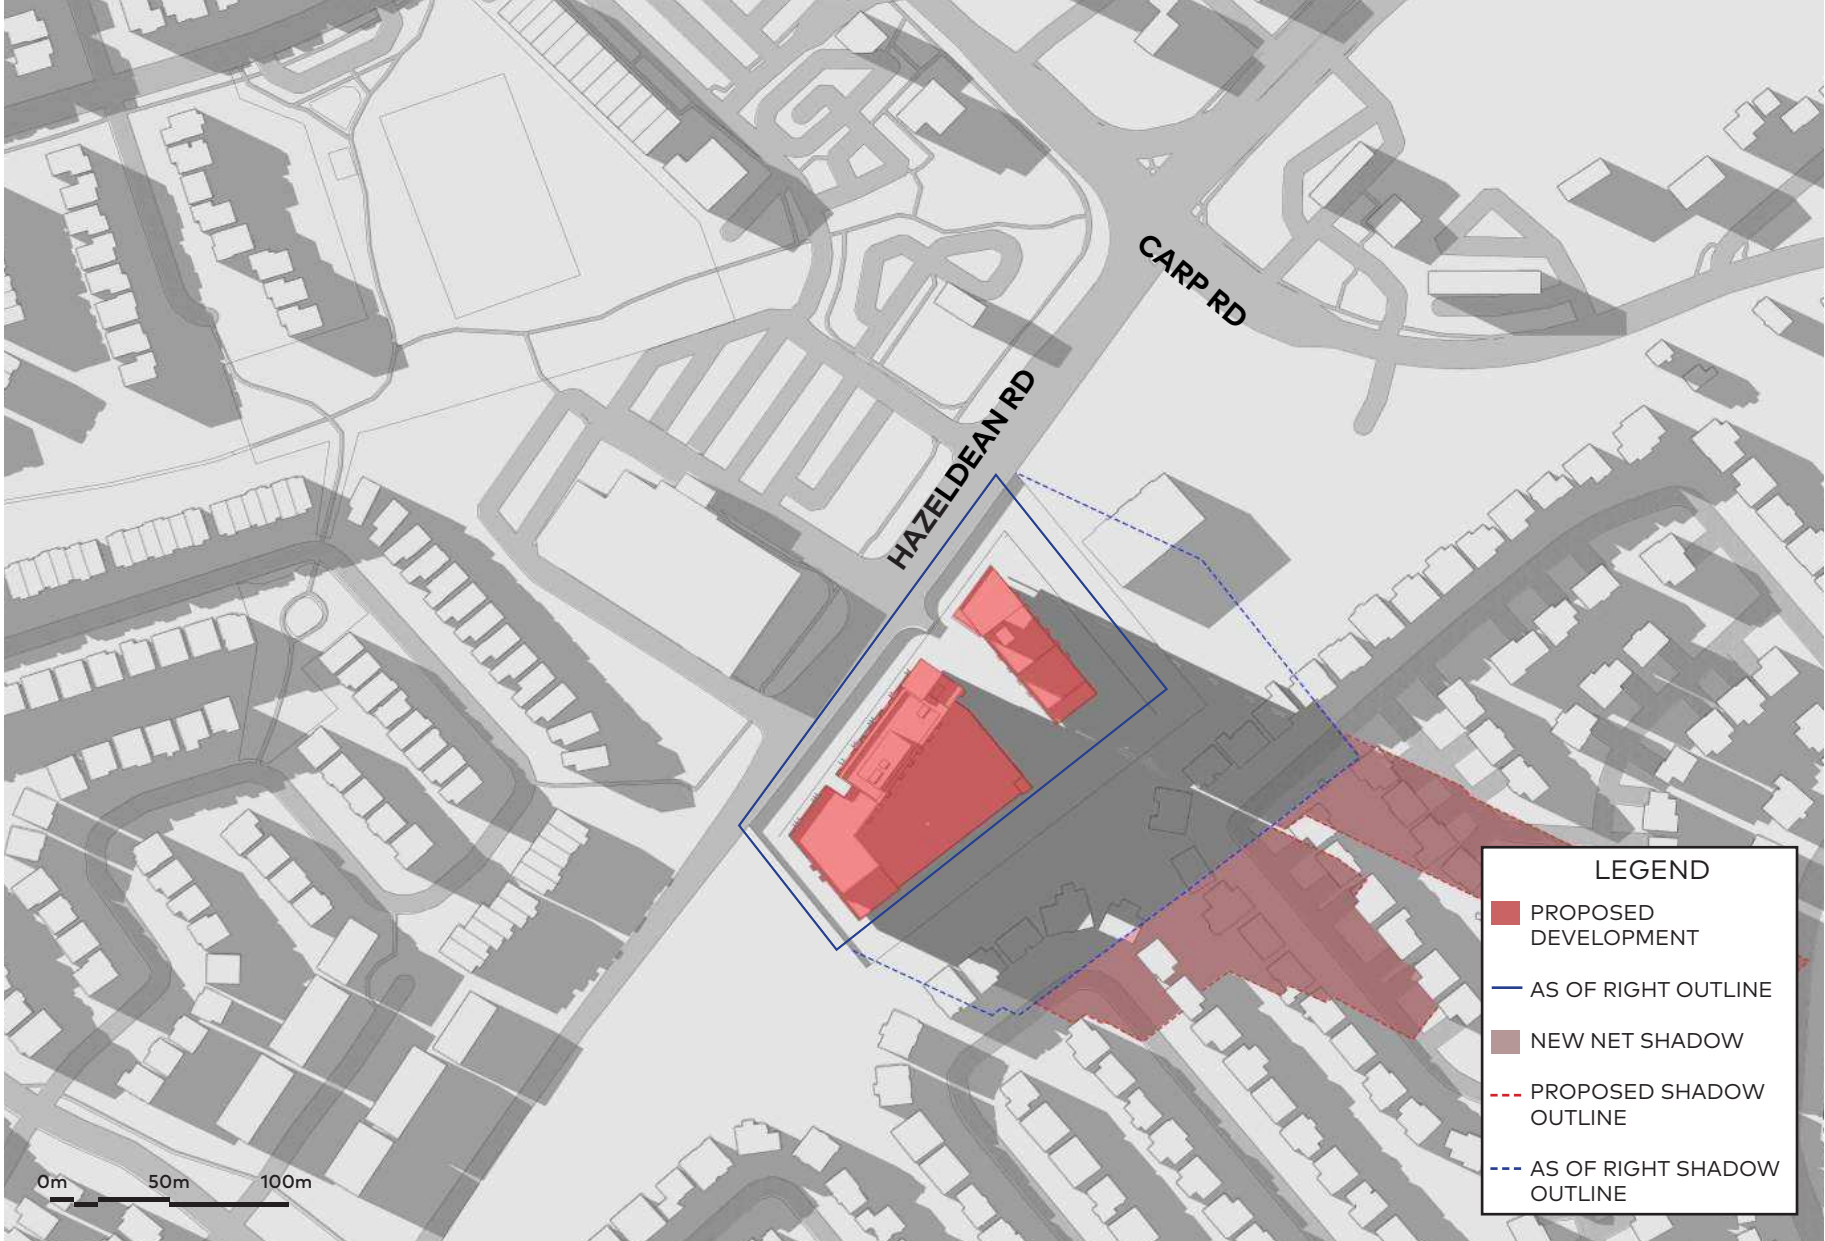 CARP RD
HAZELDEAN RD
LEGEND
PROPOSED
DEVELOPMENT
AS OF RIGHT OUTLINE
NEW NET SHADOW
PROPOSED SHADOW
OUTLINE
AS OF RIGHT SHADOW
OUTLINE
0m 50m 100m